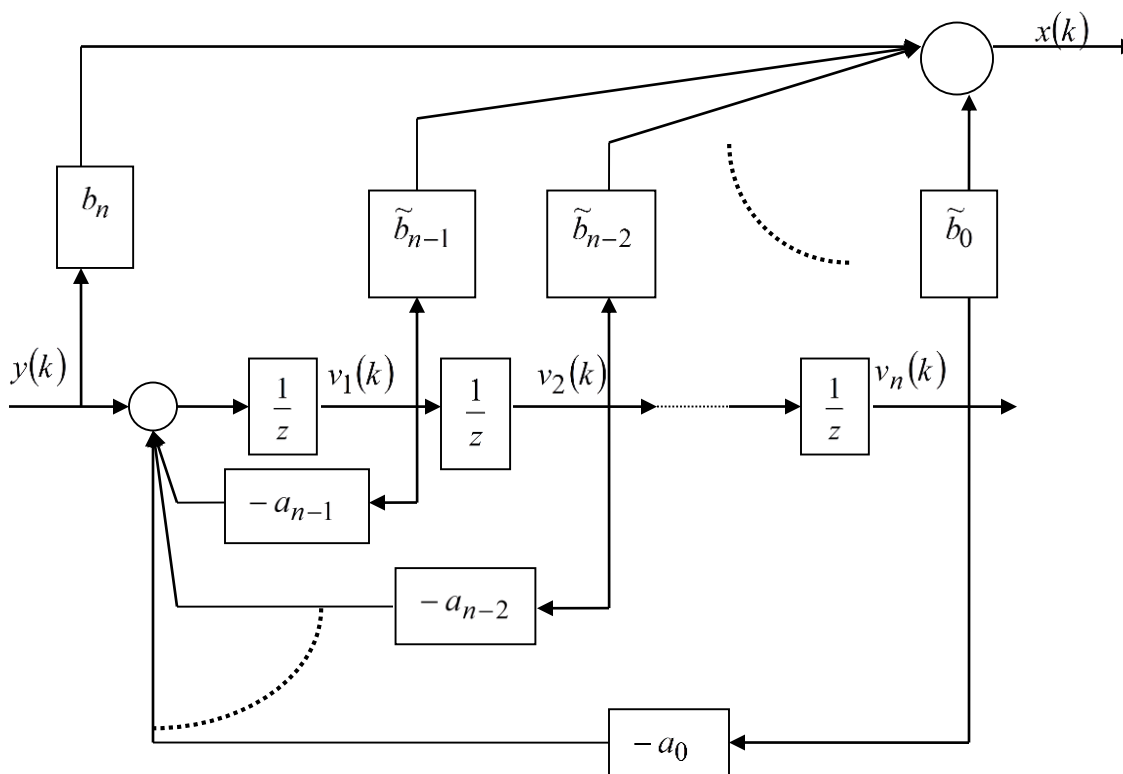 x(k)
b_n
b̃_{n−1}
b̃_{n−2}
b̃_0
y(k)
1/z
v_1(k)
1/z
v_2(k)
1/z
v_n(k)
−a_{n−1}
−a_{n−2}
−a_0